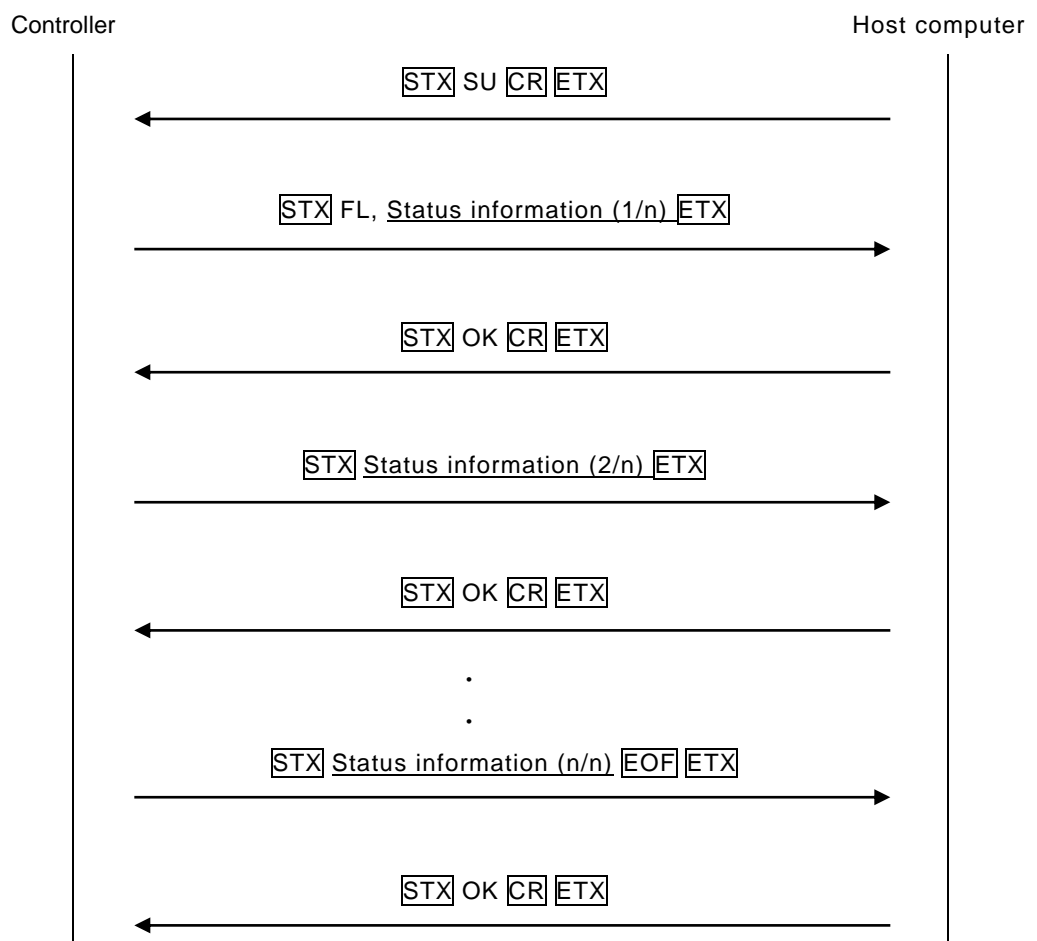 Controller Host computer
STX SU CR ETX
STX FL, Status information (1/n) ETX
STX OK CR ETX
STX Status information (2/n) ETX
STX OK CR ETX
.
.
STX Status information (n/n) EOF ETX
STX OK CR ETX